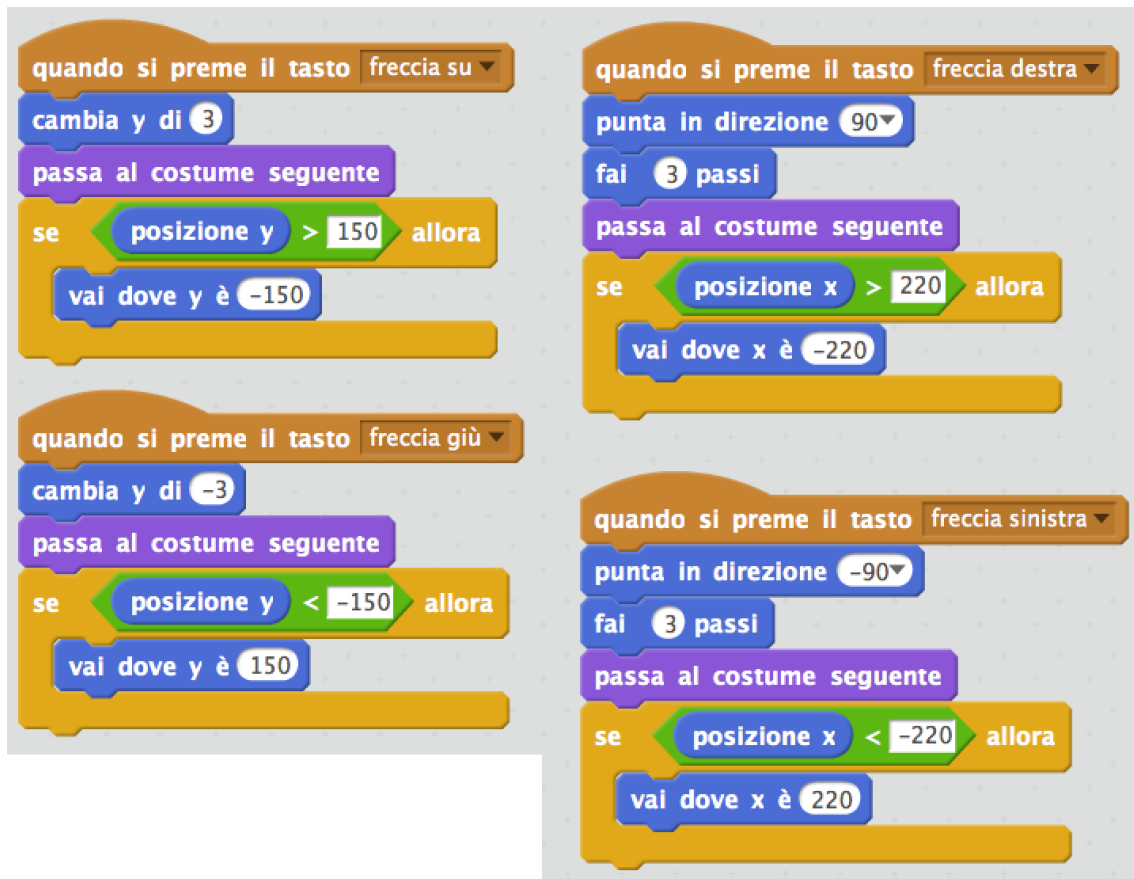 quando si preme il tasto freccia su
cambia y di 3
passa al costume seguente
se posizione y > 150 allora
vai dove y è -150
quando si preme il tasto freccia giù
cambia y di -3
passa al costume seguente
se posizione y < -150 allora
vai dove y è 150
quando si preme il tasto freccia destra
punta in direzione 90
fai 3 passi
passa al costume seguente
se posizione x > 220 allora
vai dove x è -220
quando si preme il tasto freccia sinistra
punta in direzione -90
fai 3 passi
passa al costume seguente
se posizione x < -220 allora
vai dove x è 220